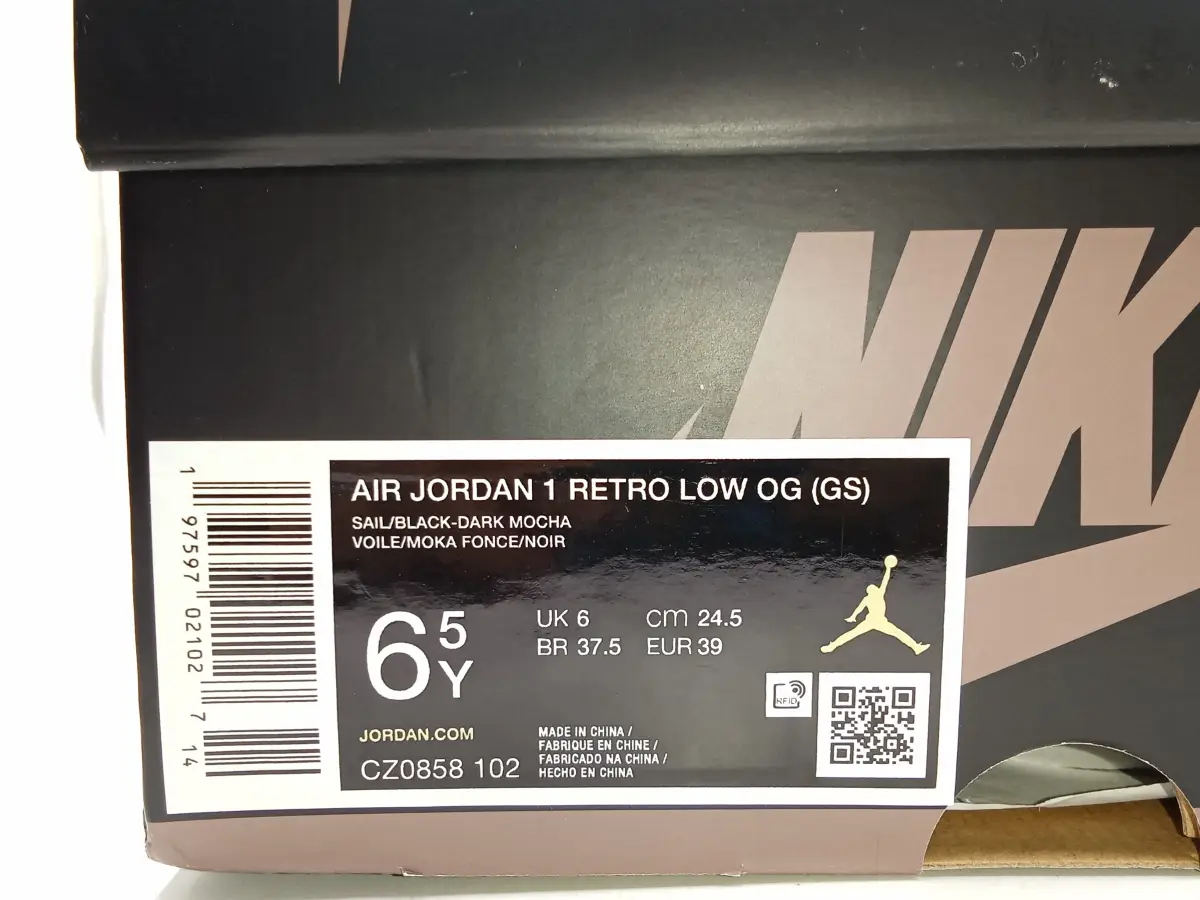 NIK
AIR JORDAN 1 RETRO LOW OG (GS)
SAIL/BLACK-DARK MOCHA
VOILE/MOKA FONCE/NOIR
6 5 Y
UK 6 cm 24.5
BR 37.5 EUR 39
RFID
JORDAN.COM
CZ0858 102
MADE IN CHINA /
FABRIQUE EN CHINE /
FABRICADO NA CHINA /
HECHO EN CHINA
1 97597 02102 7 14